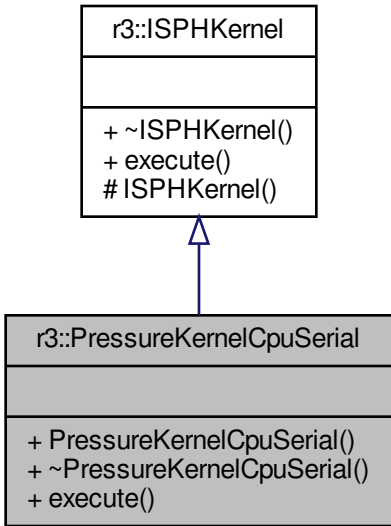 r3::ISPHKernel
+ ~ISPHKernel()
+ execute()
# ISPHKernel()
r3::PressureKernelCpuSerial
+ PressureKernelCpuSerial()
+ ~PressureKernelCpuSerial()
+ execute()